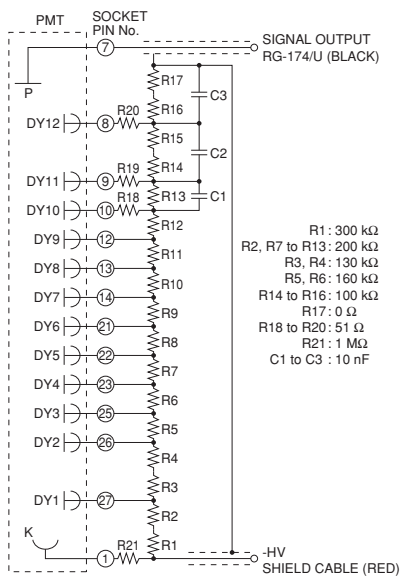 PMT
SOCKET
PIN No.
7
SIGNAL OUTPUT
RG-174/U (BLACK)
P
R17
R16
C3
DY12
8
R20
R15
R14
C2
DY11
9
R19
R13
C1
DY10
10
R18
R12
DY9
12
R11
DY8
13
R10
DY7
14
R9
DY6
21
R8
DY5
22
R7
DY4
23
R6
DY3
25
R5
DY2
26
R4
R3
DY1
27
R2
K
1
R21
R1
-HV
SHIELD CABLE (RED)
R1 : 300 kΩ
R2, R7 to R13 : 200 kΩ
R3, R4 : 130 kΩ
R5, R6 : 160 kΩ
R14 to R16 : 100 kΩ
R17 : 0 Ω
R18 to R20 : 51 Ω
R21 : 1 MΩ
C1 to C3 : 10 nF